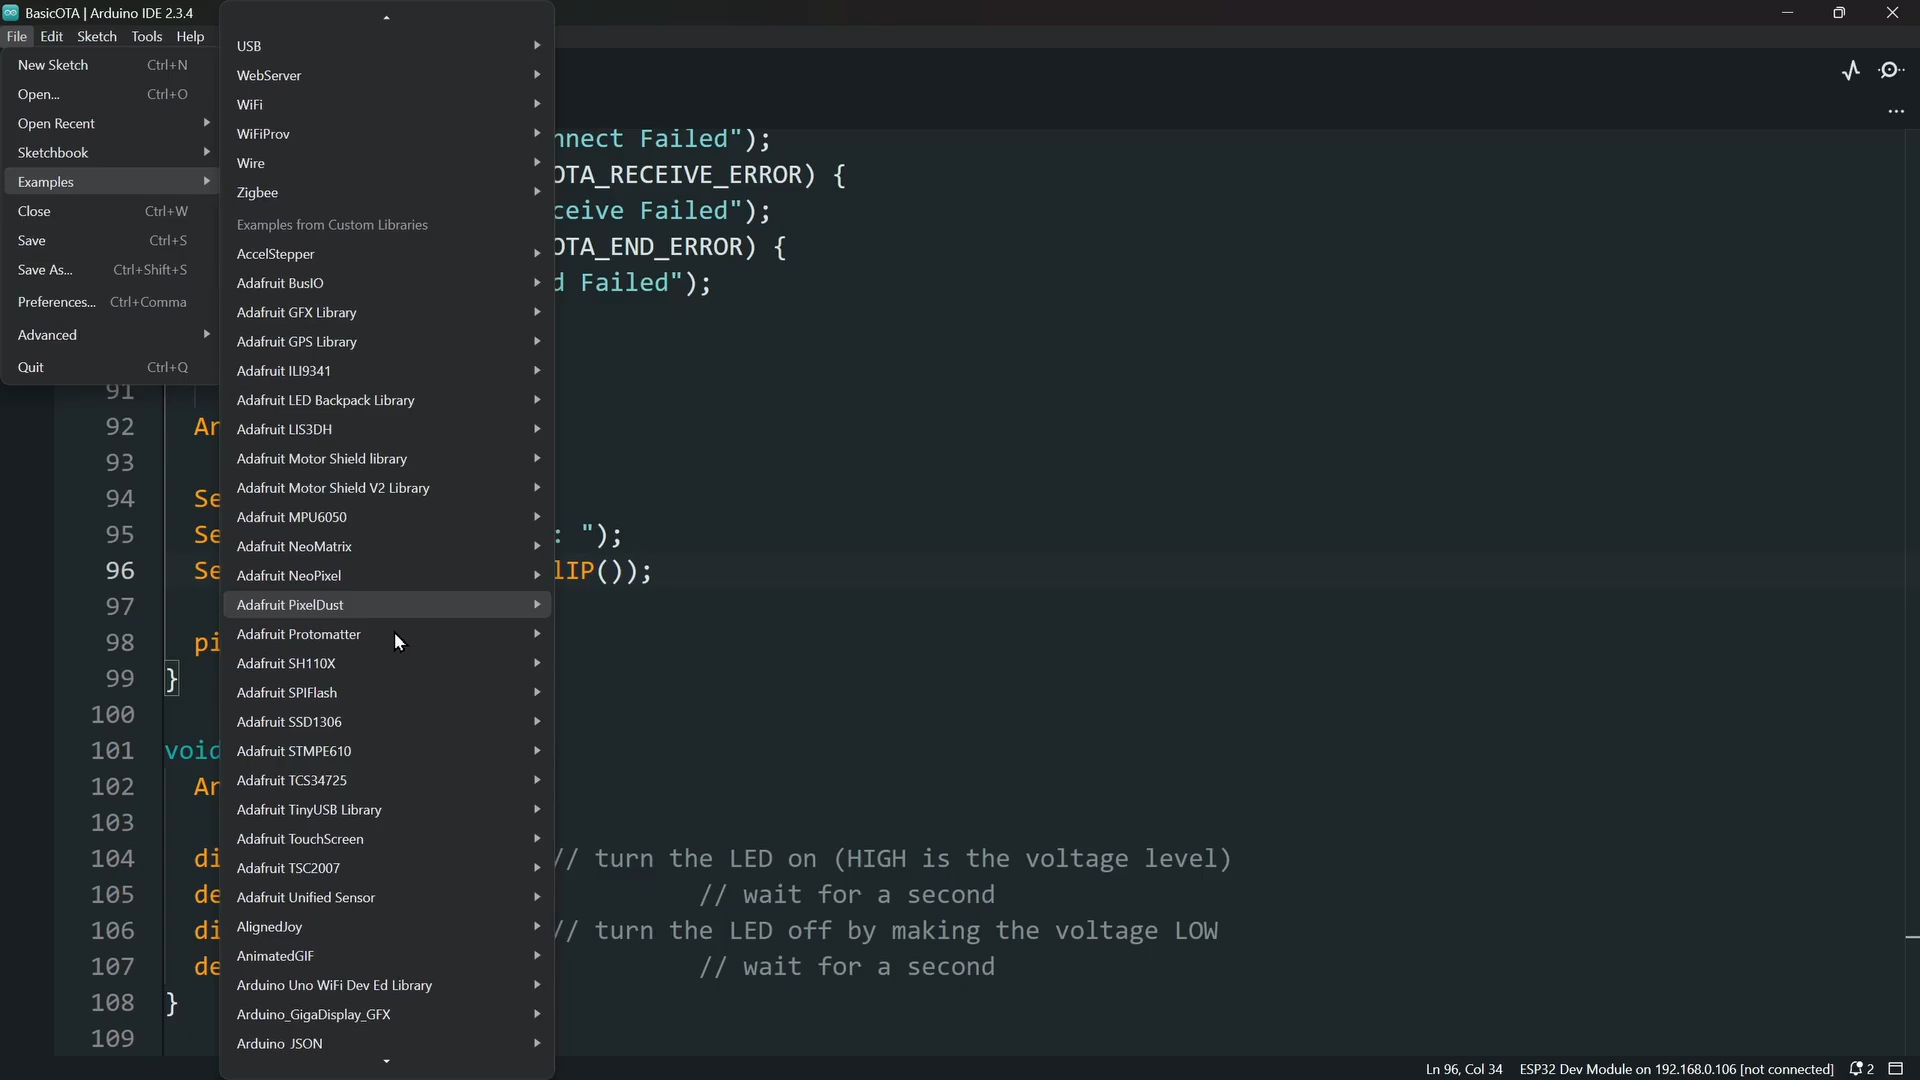 BasicOTA | Arduino IDE 2.3.4
File Edit Sketch Tools Help
New Sketch Ctrl+N
Open... Ctrl+O
Open Recent
Sketchbook
Examples
Close Ctrl+W
Save Ctrl+S
Save As... Ctrl+Shift+S
Preferences... Ctrl+Comma
Advanced
Quit Ctrl+Q
USB
WebServer
WiFi
WiFiProv
Wire
Zigbee
Examples from Custom Libraries
AccelStepper
Adafruit BusIO
Adafruit GFX Library
Adafruit GPS Library
Adafruit ILI9341
Adafruit LED Backpack Library
Adafruit LIS3DH
Adafruit Motor Shield library
Adafruit Motor Shield V2 Library
Adafruit MPU6050
Adafruit NeoMatrix
Adafruit NeoPixel
Adafruit PixelDust
Adafruit Protomatter
Adafruit SH110X
Adafruit SPIFlash
Adafruit SSD1306
Adafruit STMPE610
Adafruit TCS34725
Adafruit TinyUSB Library
Adafruit TouchScreen
Adafruit TSC2007
Adafruit Unified Sensor
AlignedJoy
AnimatedGIF
Arduino Uno WiFi Dev Ed Library
Arduino_GigaDisplay_GFX
Arduino JSON
nnect Failed");
OTA_RECEIVE_ERROR) {
ceive Failed");
OTA_END_ERROR) {
d Failed");
91
92 Ar
93
94 Se
95 Se : ");
96 Se lIP());
97
98 pi
99 }
100
101 void
102 Ar
103
104 di // turn the LED on (HIGH is the voltage level)
105 de // wait for a second
106 di // turn the LED off by making the voltage LOW
107 de // wait for a second
108 }
109
Ln 96, Col 34 ESP32 Dev Module on 192.168.0.106 [not connected] 2